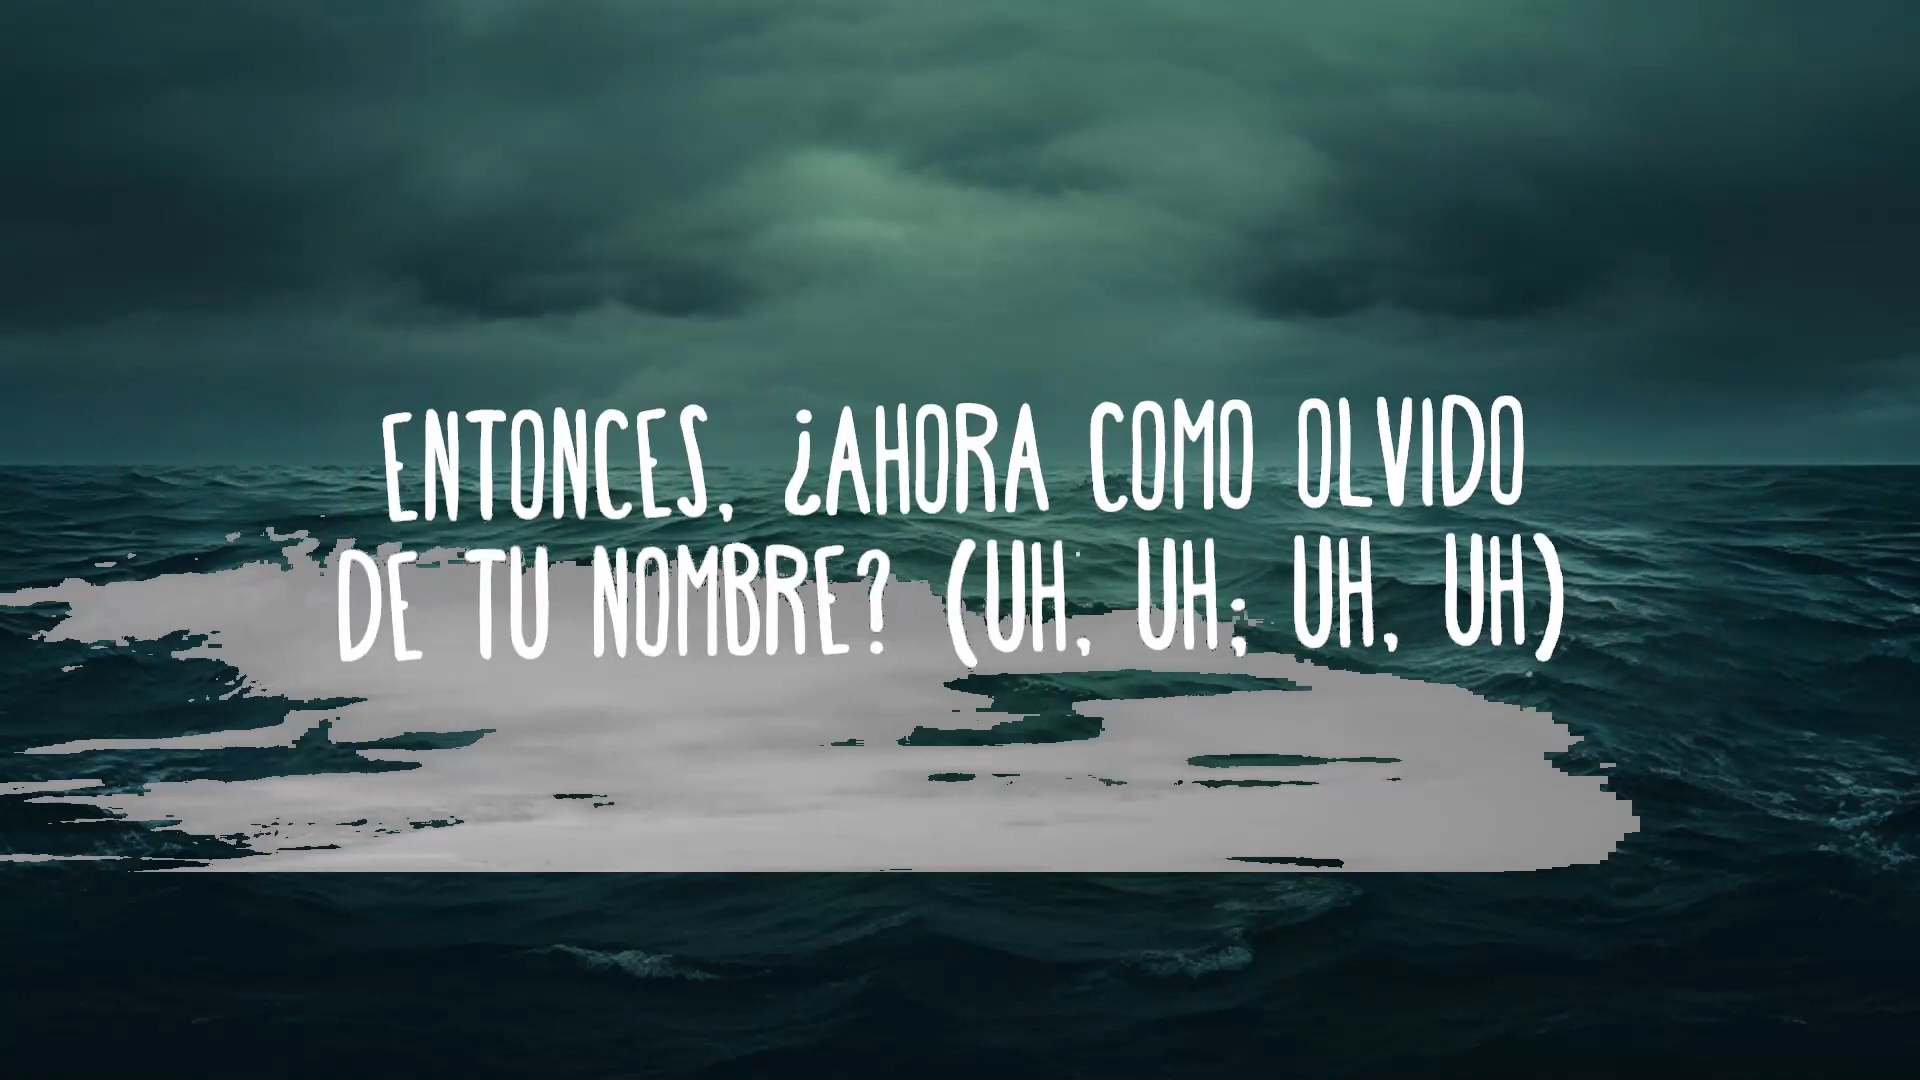 ENTONCES, ¿AHORA COMO OLVIDO
DE TU NOMBRE? (UH, UH; UH, UH)